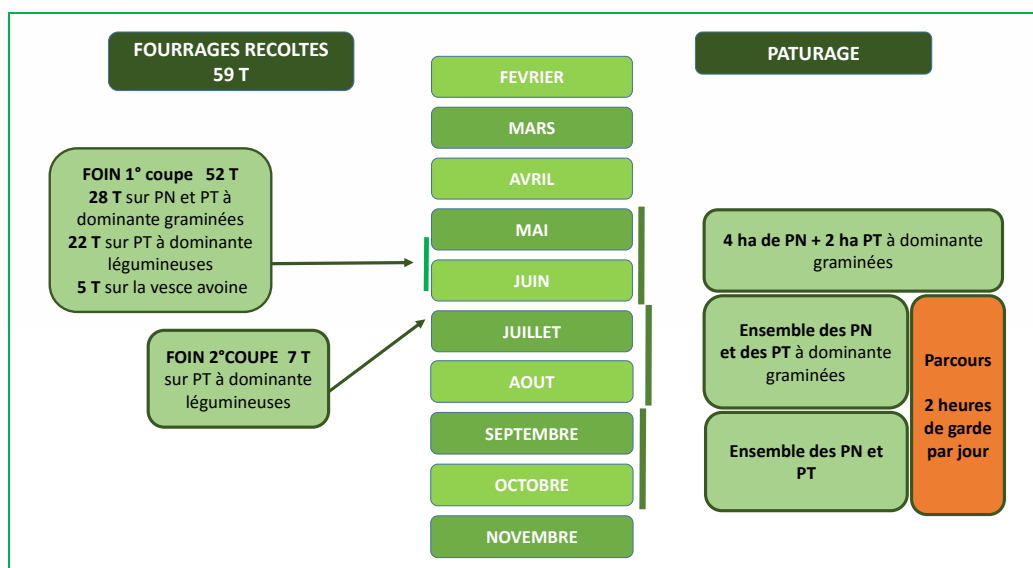 FOURRAGES RECOLTES
59 T
FOIN 1° coupe 52 T
28 T sur PN et PT à
dominante graminées
22 T sur PT à dominante
légumineuses
5 T sur la vesce avoine
FOIN 2°COUPE 7 T
sur PT à dominante
légumineuses
FEVRIER
MARS
AVRIL
MAI
JUIN
JUILLET
AOUT
SEPTEMBRE
OCTOBRE
NOVEMBRE
PATURAGE
4 ha de PN + 2 ha PT à dominante
graminées
Ensemble des PN
et des PT à dominante
graminées
Ensemble des PN et
PT
Parcours
2 heures
de garde
par jour